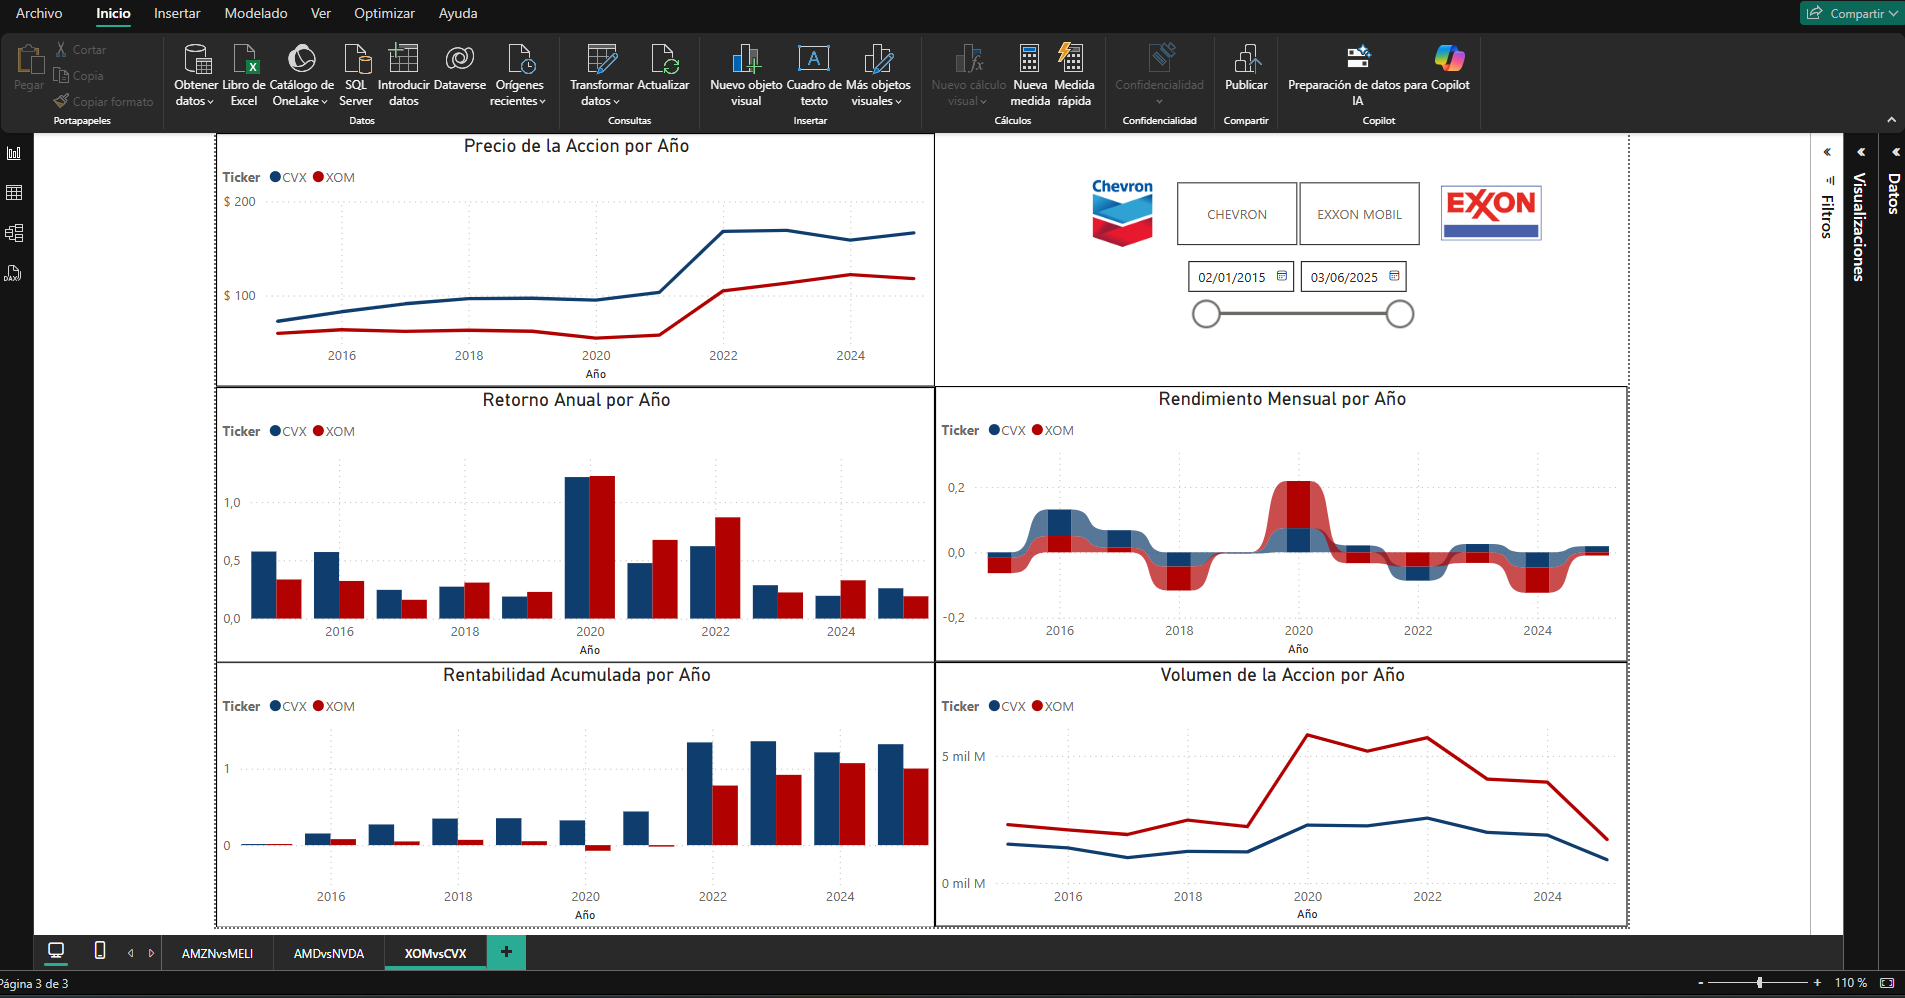 Archivo Inicio Insertar Modelado Ver Optimizar Ayuda
Compartir
Pegar
Cortar
Copia
Copiar formato
Portapapeles
Obtener datos
Libro de Excel
Catálogo de OneLake
SQL Server
Introducir datos
Dataverse
Orígenes recientes
Datos
Transformar datos
Actualizar
Consultas
Nuevo objeto visual
Cuadro de texto
Más objetos visuales
Insertar
Nuevo cálculo visual
Nueva medida
Medida rápida
Cálculos
Confidencialidad
Confidencialidad
Publicar
Compartir
Preparación de datos para IA
Copilot
Copilot
DAX
Precio de la Accion por Año
Ticker CVX XOM
$ 200
$ 100
2016 2018 2020 2022 2024
Año
Chevron
CHEVRON
EXXON MOBIL
EXXON
02/01/2015
03/06/2025
Retorno Anual por Año
Ticker CVX XOM
1,0
0,5
0,0
2016 2018 2020 2022 2024
Año
Rendimiento Mensual por Año
Ticker CVX XOM
0,2
0,0
-0,2
2016 2018 2020 2022 2024
Año
Rentabilidad Acumulada por Año
Ticker CVX XOM
1
0
2016 2018 2020 2022 2024
Año
Volumen de la Accion por Año
Ticker CVX XOM
5 mil M
0 mil M
2016 2018 2020 2022 2024
Año
Filtros
Visualizaciones
Datos
AMZNvsMELI AMDvsNVDA XOMvsCVX +
Página 3 de 3
- + 110 %